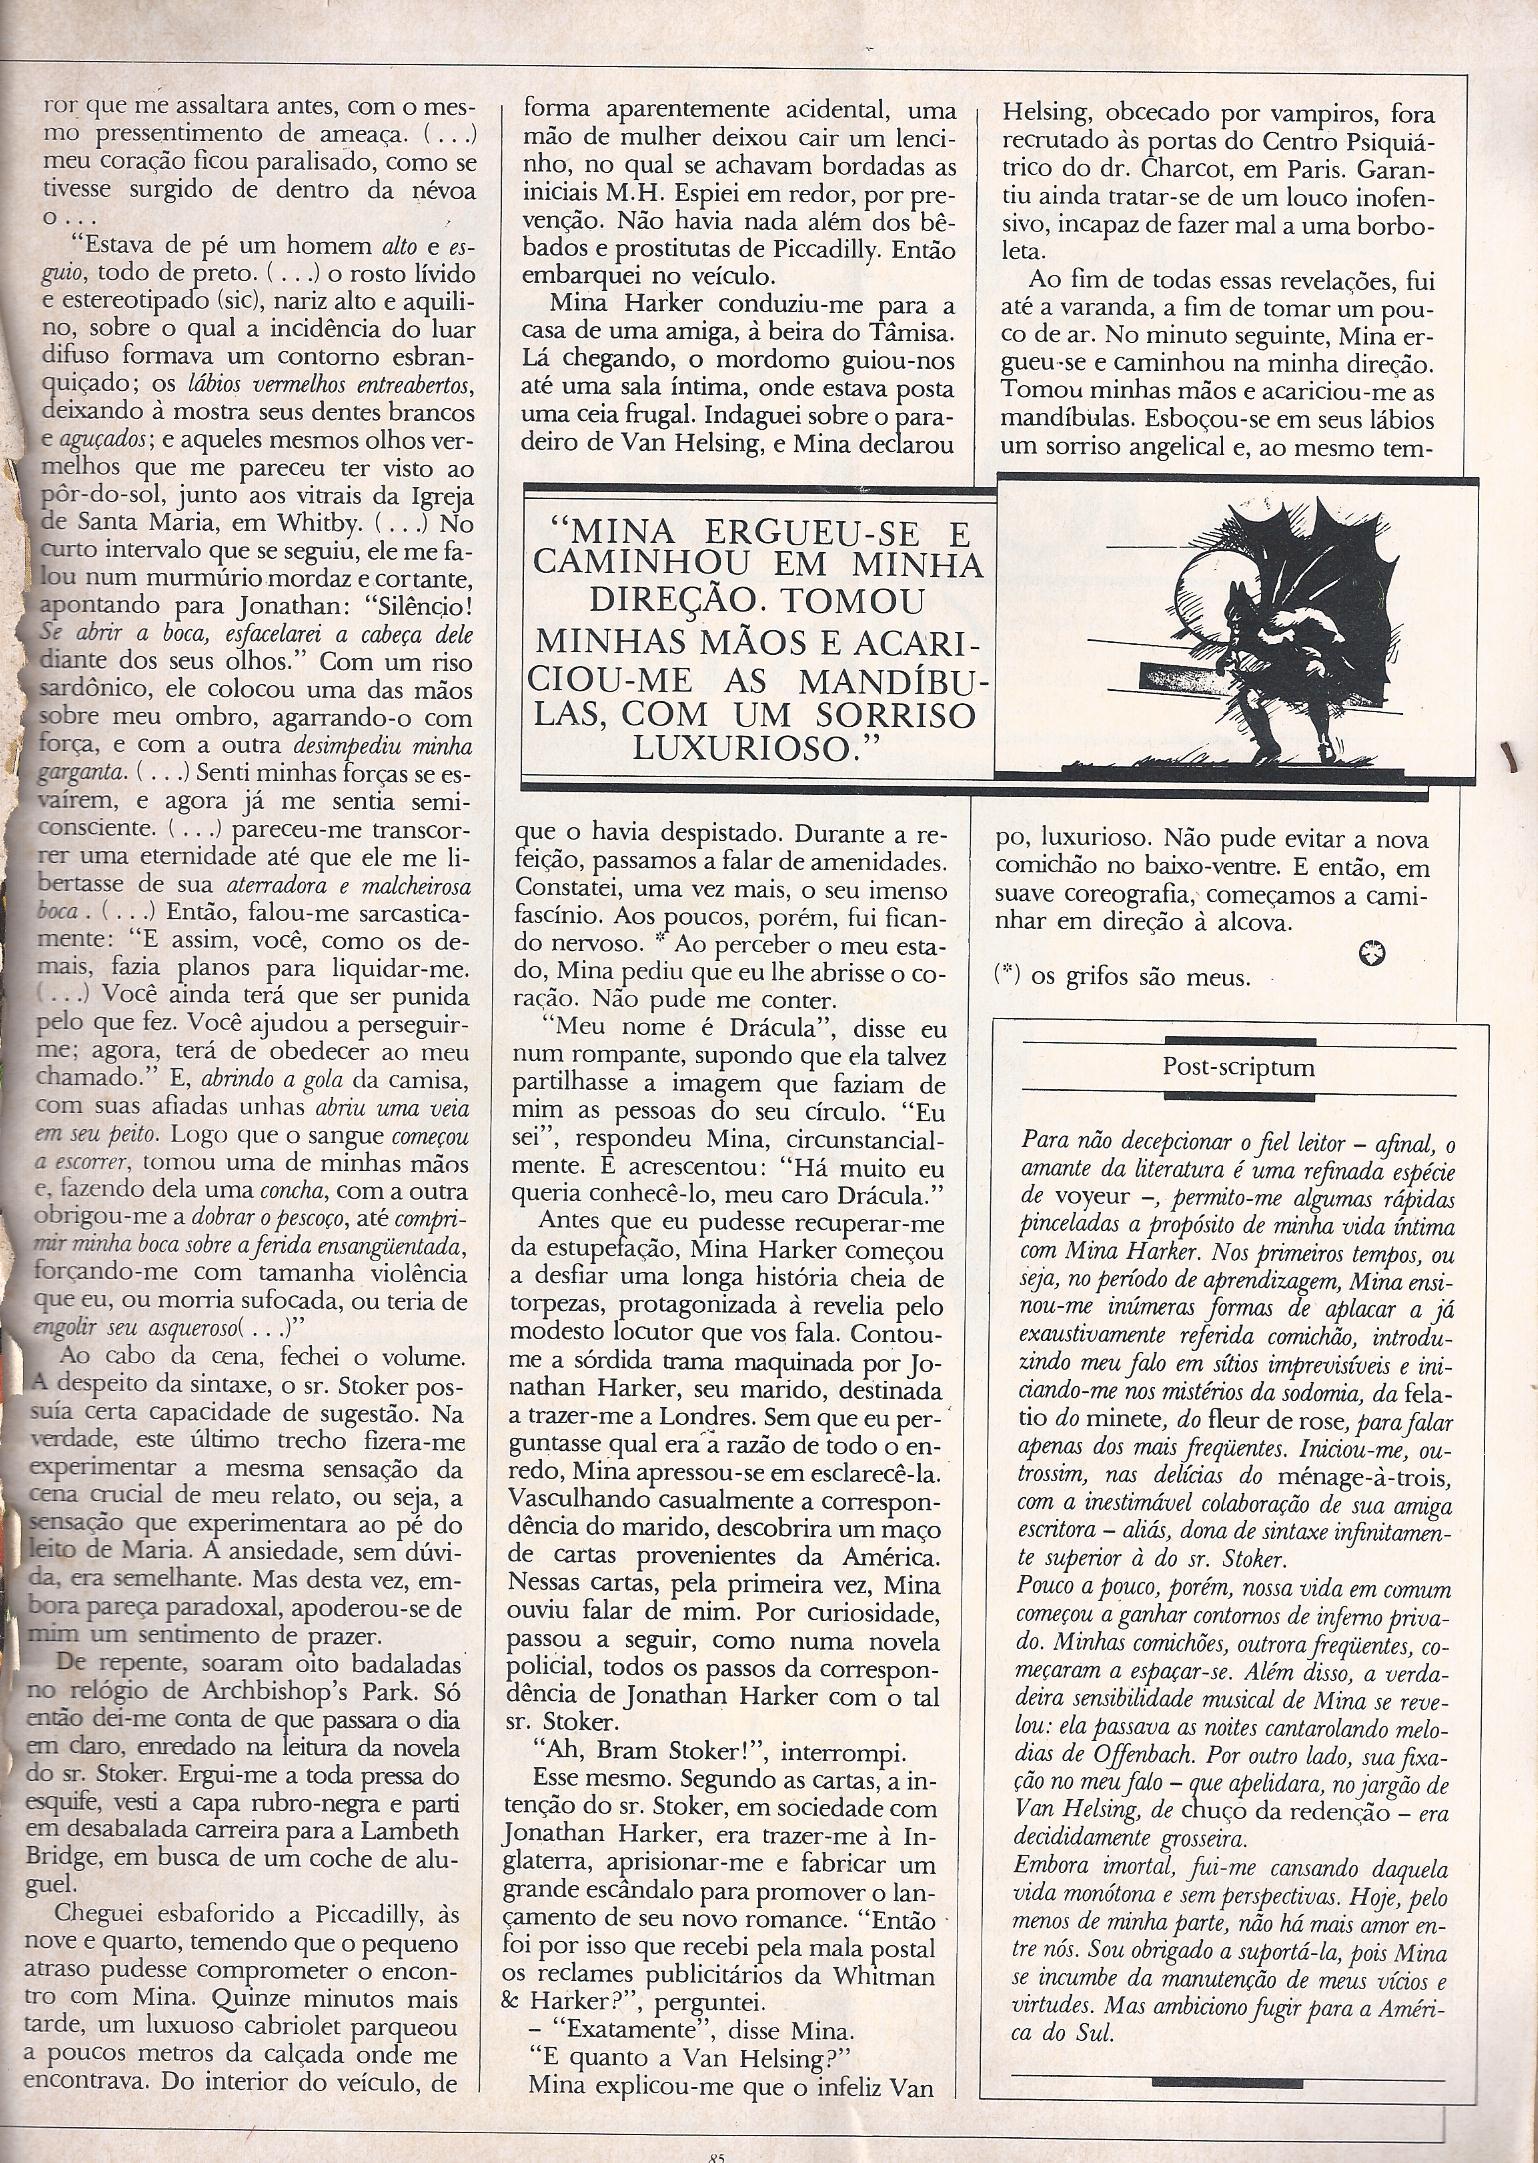 ror que me assaltara antes, com o mes-
mo pressentimento de ameaça. (...)
meu coração ficou paralisado, como se
tivesse surgido de dentro da névoa
o...
“Estava de pé um homem alto e es-
guio, todo de preto. (...) o rosto lívido
e estereotipado (sic), nariz alto e aquili-
no, sobre o qual a incidência do luar
difuso formava um contorno esbran-
quiçado; os lábios vermelhos entreabertos,
deixando à mostra seus dentes brancos
e aguçados; e aqueles mesmos olhos ver-
melhos que me pareceu ter visto ao
pôr-do-sol, junto aos vitrais da Igreja
de Santa Maria, em Whitby. (...) No
curto intervalo que se seguiu, ele me fa-
lou num murmúrio mordaz e cortante,
apontando para Jonathan: “Silêncio!
Se abrir a boca, esfacelarei a cabeça dele
diante dos seus olhos.” Com um riso
sardônico, ele colocou uma das mãos
sobre meu ombro, agarrando-o com
força, e com a outra desimpediu minha
garganta. (...) Senti minhas forças se es-
vaírem, e agora já me sentia semi-
consciente. (...) pareceu-me transcor-
rer uma eternidade até que ele me li-
bertasse de sua aterradora e malcheirosa
boca. (...) Então, falou-me sarcastica-
mente: “E assim, você, como os de-
mais, fazia planos para liquidar-me.
(...) Você ainda terá que ser punida
pelo que fez. Você ajudou a perseguir-
me; agora, terá de obedecer ao meu
chamado.” E, abrindo a gola da camisa,
com suas afiadas unhas abriu uma veia
em seu peito. Logo que o sangue começou
a escorrer, tomou uma de minhas mãos
e, fazendo dela uma concha, com a outra
obrigou-me a dobrar o pescoço, até compri-
mir minha boca sobre a ferida ensangüentada,
forçando-me com tamanha violência
que eu, ou morria sufocada, ou teria de
engolir seu asqueroso(...)”
Ao cabo da cena, fechei o volume.
A despeito da sintaxe, o sr. Stoker pos-
suía certa capacidade de sugestão. Na
verdade, este último trecho fizera-me
experimentar a mesma sensação da
cena crucial de meu relato, ou seja, a
sensação que experimentara ao pé do
leito de Maria. A ansiedade, sem dúvi-
da, era semelhante. Mas desta vez, em-
bora pareça paradoxal, apoderou-se de
mim um sentimento de prazer.
De repente, soaram oito badaladas
no relógio de Archbishop's Park. Só
então dei-me conta de que passara o dia
em claro, enredado na leitura da novela
do sr. Stoker. Ergui-me a toda pressa do
esquife, vesti a capa rubro-negra e parti
em desabalada carreira para a Lambeth
Bridge, em busca de um coche de alu-
guel.
Cheguei esbaforido a Piccadilly, às
nove e quarto, temendo que o pequeno
atraso pudesse comprometer o encon-
tro com Mina. Quinze minutos mais
tarde, um luxuoso cabriolet parqueou
a poucos metros da calçada onde me
encontrava. Do interior do veículo, de
forma aparentemente acidental, uma
mão de mulher deixou cair um lenci-
nho, no qual se achavam bordadas as
iniciais M.H. Espiei em redor, por pre-
venção. Não havia nada além dos bê-
bados e prostitutas de Piccadilly. Então
embarquei no veículo.
Mina Harker conduziu-me para a
casa de uma amiga, à beira do Tâmisa.
Lá chegando, o mordomo guiou-nos
até uma sala íntima, onde estava posta
uma ceia frugal. Indaguei sobre o para-
deiro de Van Helsing, e Mina declarou
“MINA ERGUEU-SE E
CAMINHOU EM MINHA
DIREÇÃO. TOMOU
MINHAS MÃOS E ACARI-
CIOU-ME AS MANDÍBU-
LAS, COM UM SORRISO
LUXURIOSO.”
que o havia despistado. Durante a re-
feição, passamos a falar de amenidades.
Constatei, uma vez mais, o seu imenso
fascínio. Aos poucos, porém, fui fican-
do nervoso. * Ao perceber o meu esta-
do, Mina pediu que eu lhe abrisse o co-
ração. Não pude me conter.
“Meu nome é Drácula”, disse eu
num rompante, supondo que ela talvez
partilhasse a imagem que faziam de
mim as pessoas do seu círculo. “Eu
sei”, respondeu Mina, circunstancial-
mente. E acrescentou: “Há muito eu
queria conhecê-lo, meu caro Drácula.”
Antes que eu pudesse recuperar-me
da estupefação, Mina Harker começou
a desfiar uma longa história cheia de
torpezas, protagonizada à revelia pelo
modesto locutor que vos fala. Contou-
me a sórdida trama maquinada por Jo-
nathan Harker, seu marido, destinada
a trazer-me a Londres. Sem que eu per-
guntasse qual era a razão de todo o en-
redo, Mina apressou-se em esclarecê-la.
Vasculhando casualmente a correspon-
dência do marido, descobrira um maço
de cartas provenientes da América.
Nessas cartas, pela primeira vez, Mina
ouviu falar de mim. Por curiosidade,
passou a seguir, como numa novela
policial, todos os passos da correspon-
dência de Jonathan Harker com o tal
sr. Stoker.
“Ah, Bram Stoker!”, interrompi.
Esse mesmo. Segundo as cartas, a in-
tenção do sr. Stoker, em sociedade com
Jonathan Harker, era trazer-me à In-
glaterra, aprisionar-me e fabricar um
grande escândalo para promover o lan-
çamento de seu novo romance. “Então
foi por isso que recebi pela mala postal
os reclames publicitários da Whitman
& Harker?”, perguntei.
– “Exatamente”, disse Mina.
“E quanto a Van Helsing?”
Mina explicou-me que o infeliz Van
Helsing, obcecado por vampiros, fora
recrutado às portas do Centro Psiquiá-
trico do dr. Charcot, em Paris. Garan-
tiu ainda tratar-se de um louco inofen-
sivo, incapaz de fazer mal a uma borbo-
leta.
Ao fim de todas essas revelações, fui
até a varanda, a fim de tomar um pou-
co de ar. No minuto seguinte, Mina er-
gueu-se e caminhou na minha direção.
Tomou minhas mãos e acariciou-me as
mandíbulas. Esboçou-se em seus lábios
um sorriso angelical e, ao mesmo tem-
po, luxurioso. Não pude evitar a nova
comichão no baixo-ventre. E então, em
suave coreografia, começamos a cami-
nhar em direção à alcova.
(*) os grifos são meus.
Post-scriptum
Para não decepcionar o fiel leitor – afinal, o
amante da literatura é uma refinada espécie
de voyeur –, permito-me algumas rápidas
pinceladas a propósito de minha vida íntima
com Mina Harker. Nos primeiros tempos, ou
seja, no período de aprendizagem, Mina ensi-
nou-me inúmeras formas de aplacar a já
exaustivamente referida comichão, introdu-
zindo meu falo em sítios imprevisíveis e ini-
ciando-me nos mistérios da sodomia, da fela-
tio do minete, do fleur de rose, para falar
apenas dos mais freqüentes. Iniciou-me, ou-
trossim, nas delícias do ménage-à-trois,
com a inestimável colaboração de sua amiga
escritora – aliás, dona de sintaxe infinitamen-
te superior à do sr. Stoker.
Pouco a pouco, porém, nossa vida em comum
começou a ganhar contornos de inferno priva-
do. Minhas comichões, outrora freqüentes, co-
meçaram a espaçar-se. Além disso, a verda-
deira sensibilidade musical de Mina se reve-
lou: ela passava as noites cantarolando melo-
dias de Offenbach. Por outro lado, sua fixa-
ção no meu falo – que apelidara, no jargão de
Van Helsing, de chuço da redenção – era
decididamente grosseira.
Embora imortal, fui-me cansando daquela
vida monótona e sem perspectivas. Hoje, pelo
menos de minha parte, não há mais amor en-
tre nós. Sou obrigado a suportá-la, pois Mina
se incumbe da manutenção de meus vícios e
virtudes. Mas ambiciono fugir para a Améri-
ca do Sul.
85